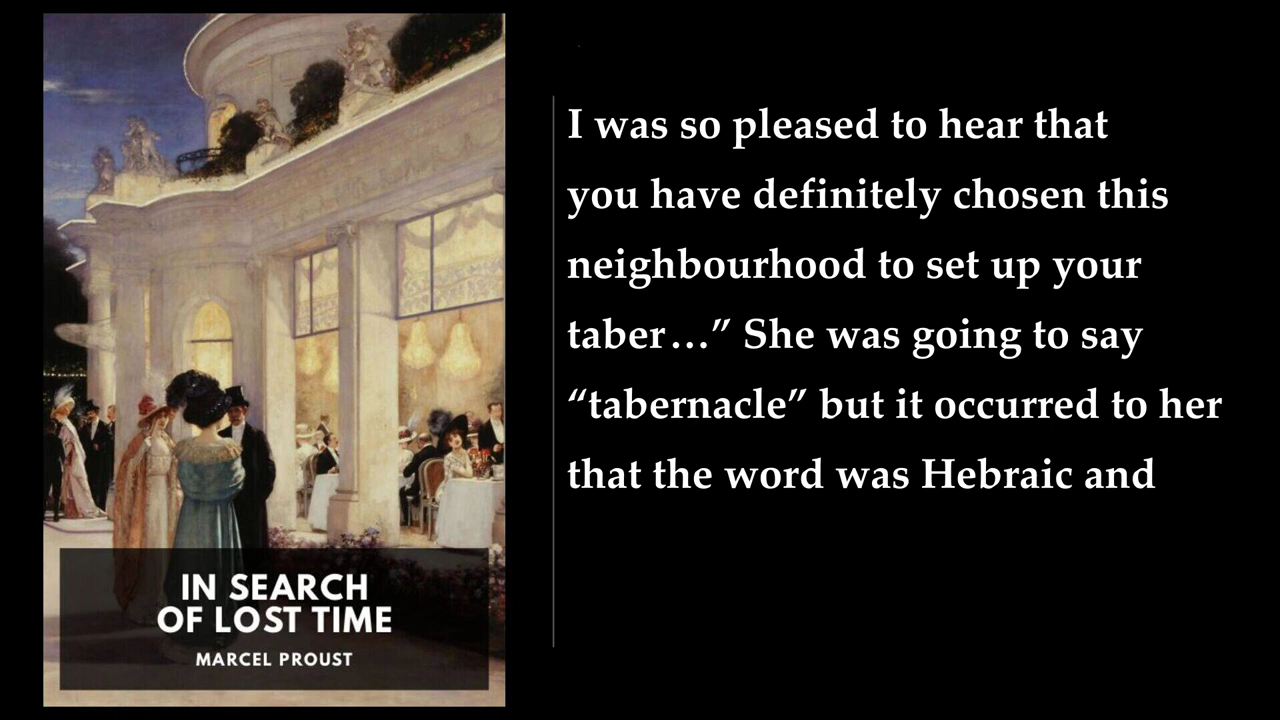 IN SEARCH
OF LOST TIME
MARCEL PROUST
I was so pleased to hear that
you have definitely chosen this
neighbourhood to set up your
taber…” She was going to say
“tabernacle” but it occurred to her
that the word was Hebraic and